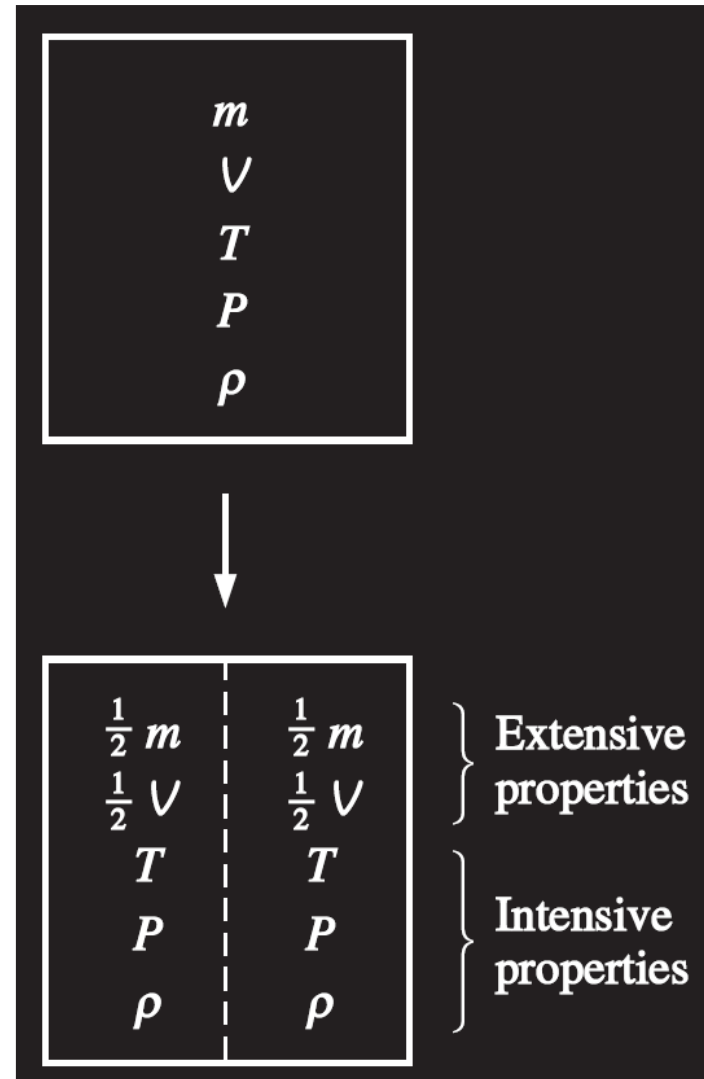 m
V
T
P
ρ
1/2 m 1/2 m
1/2 V 1/2 V
Extensive
properties
T T
P P
ρ ρ
Intensive
properties